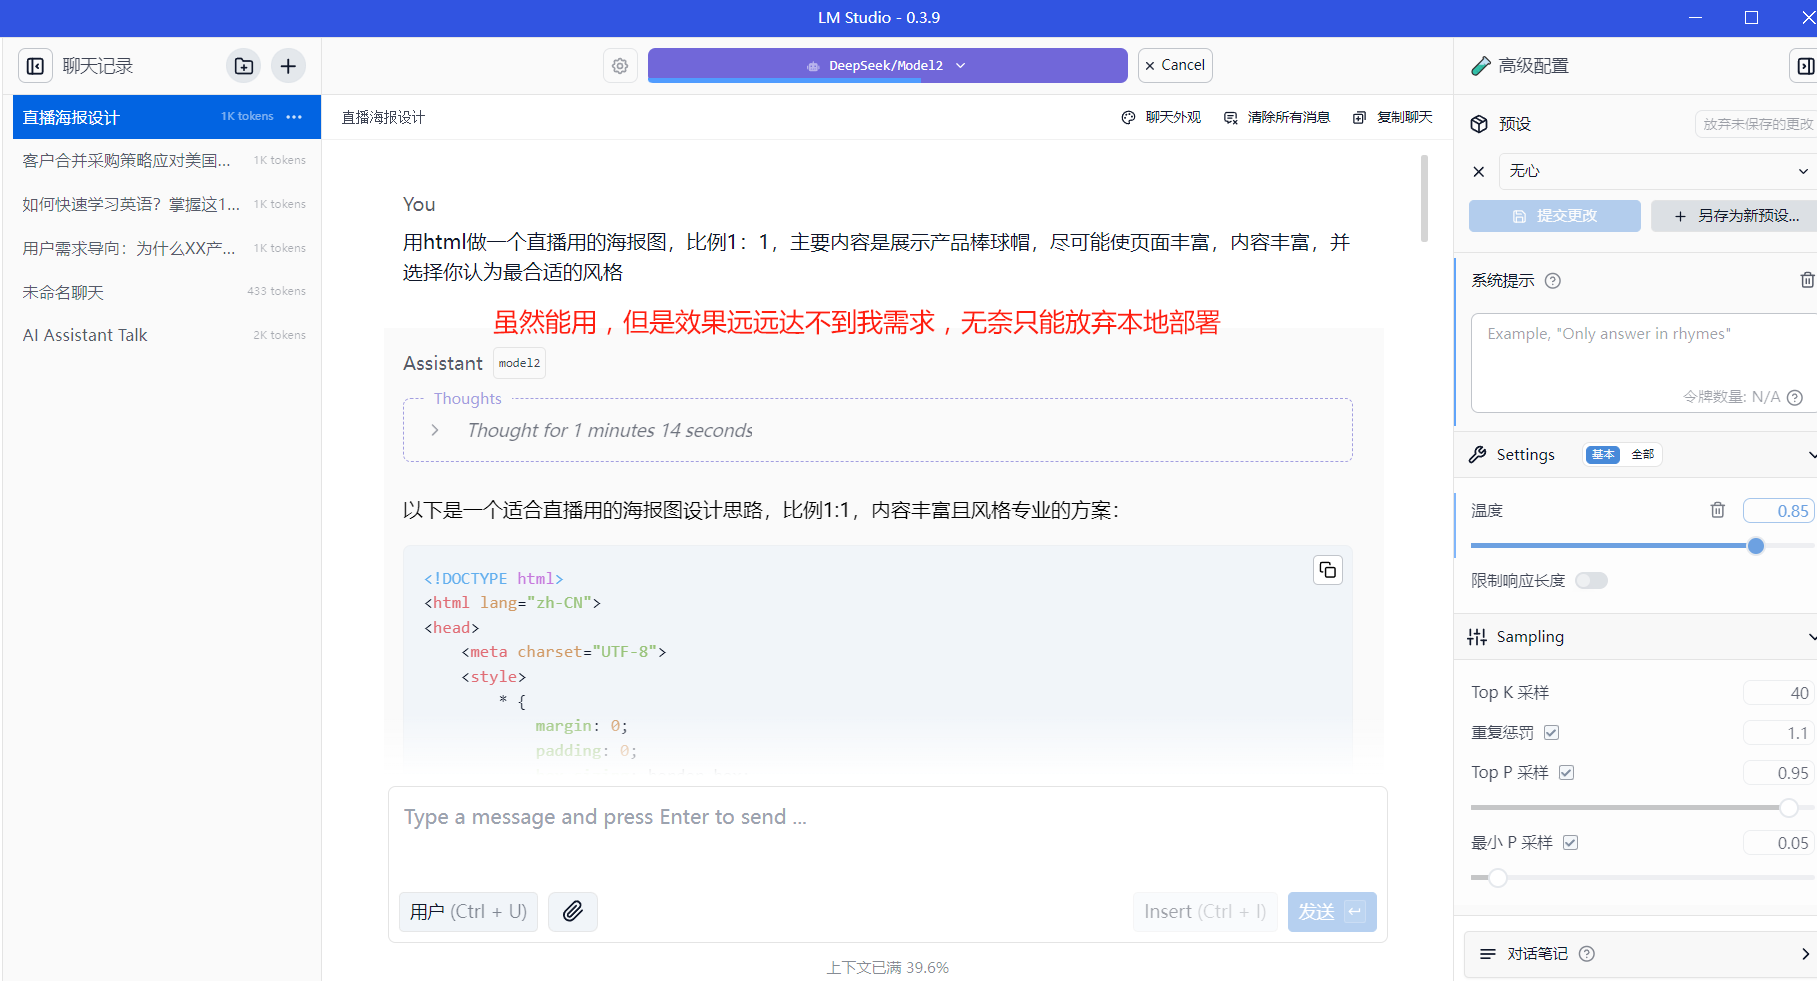 LM Studio - 0.3.9
聊天记录
DeepSeek/Model2
× Cancel
高级配置
直播海报设计 1K tokens ...
客户合并采购策略应对美国... 1K tokens
如何快速学习英语？掌握这1... 1K tokens
用户需求导向：为什么XX产... 1K tokens
未命名聊天 433 tokens
AI Assistant Talk 2K tokens
直播海报设计
聊天外观
清除所有消息
复制聊天
You
用html做一个直播用的海报图，比例1：1，主要内容是展示产品棒球帽，尽可能使页面丰富，内容丰富，并
选择你认为最合适的风格
虽然能用，但是效果远远达不到我需求，无奈只能放弃本地部署
Assistant model2
Thoughts
> Thought for 1 minutes 14 seconds
以下是一个适合直播用的海报图设计思路，比例1:1，内容丰富且风格专业的方案：
<!DOCTYPE html>
<html lang="zh-CN">
<head>
<meta charset="UTF-8">
<style>
* {
margin: 0;
padding: 0;
Type a message and press Enter to send ...
用户 (Ctrl + U)
Insert (Ctrl + I)
发送
上下文已满 39.6%
预设
放弃未保存的更改
无心
提交更改
+ 另存为新预设...
系统提示
Example, "Only answer in rhymes"
令牌数量: N/A
Settings 基本 全部
温度 0.85
限制响应长度
Sampling
Top K 采样 40
重复惩罚 1.1
Top P 采样 0.95
最小 P 采样 0.05
对话笔记